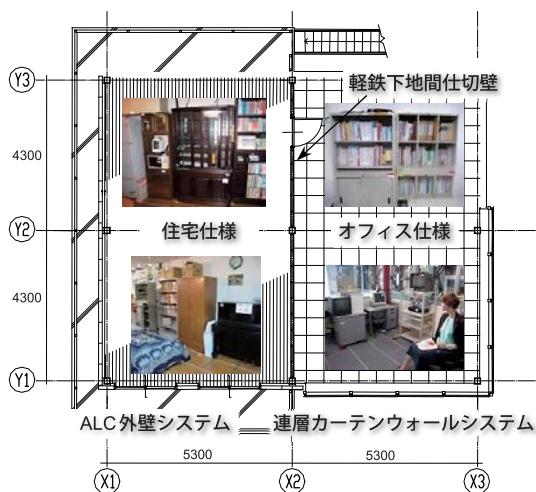 Y3
軽鉄下地間仕切壁
4300
Y2
住宅仕様
オフィス仕様
4300
Y1
ALC外壁システム
連層カーテンウォールシステム
5300
5300
X1
X2
X3